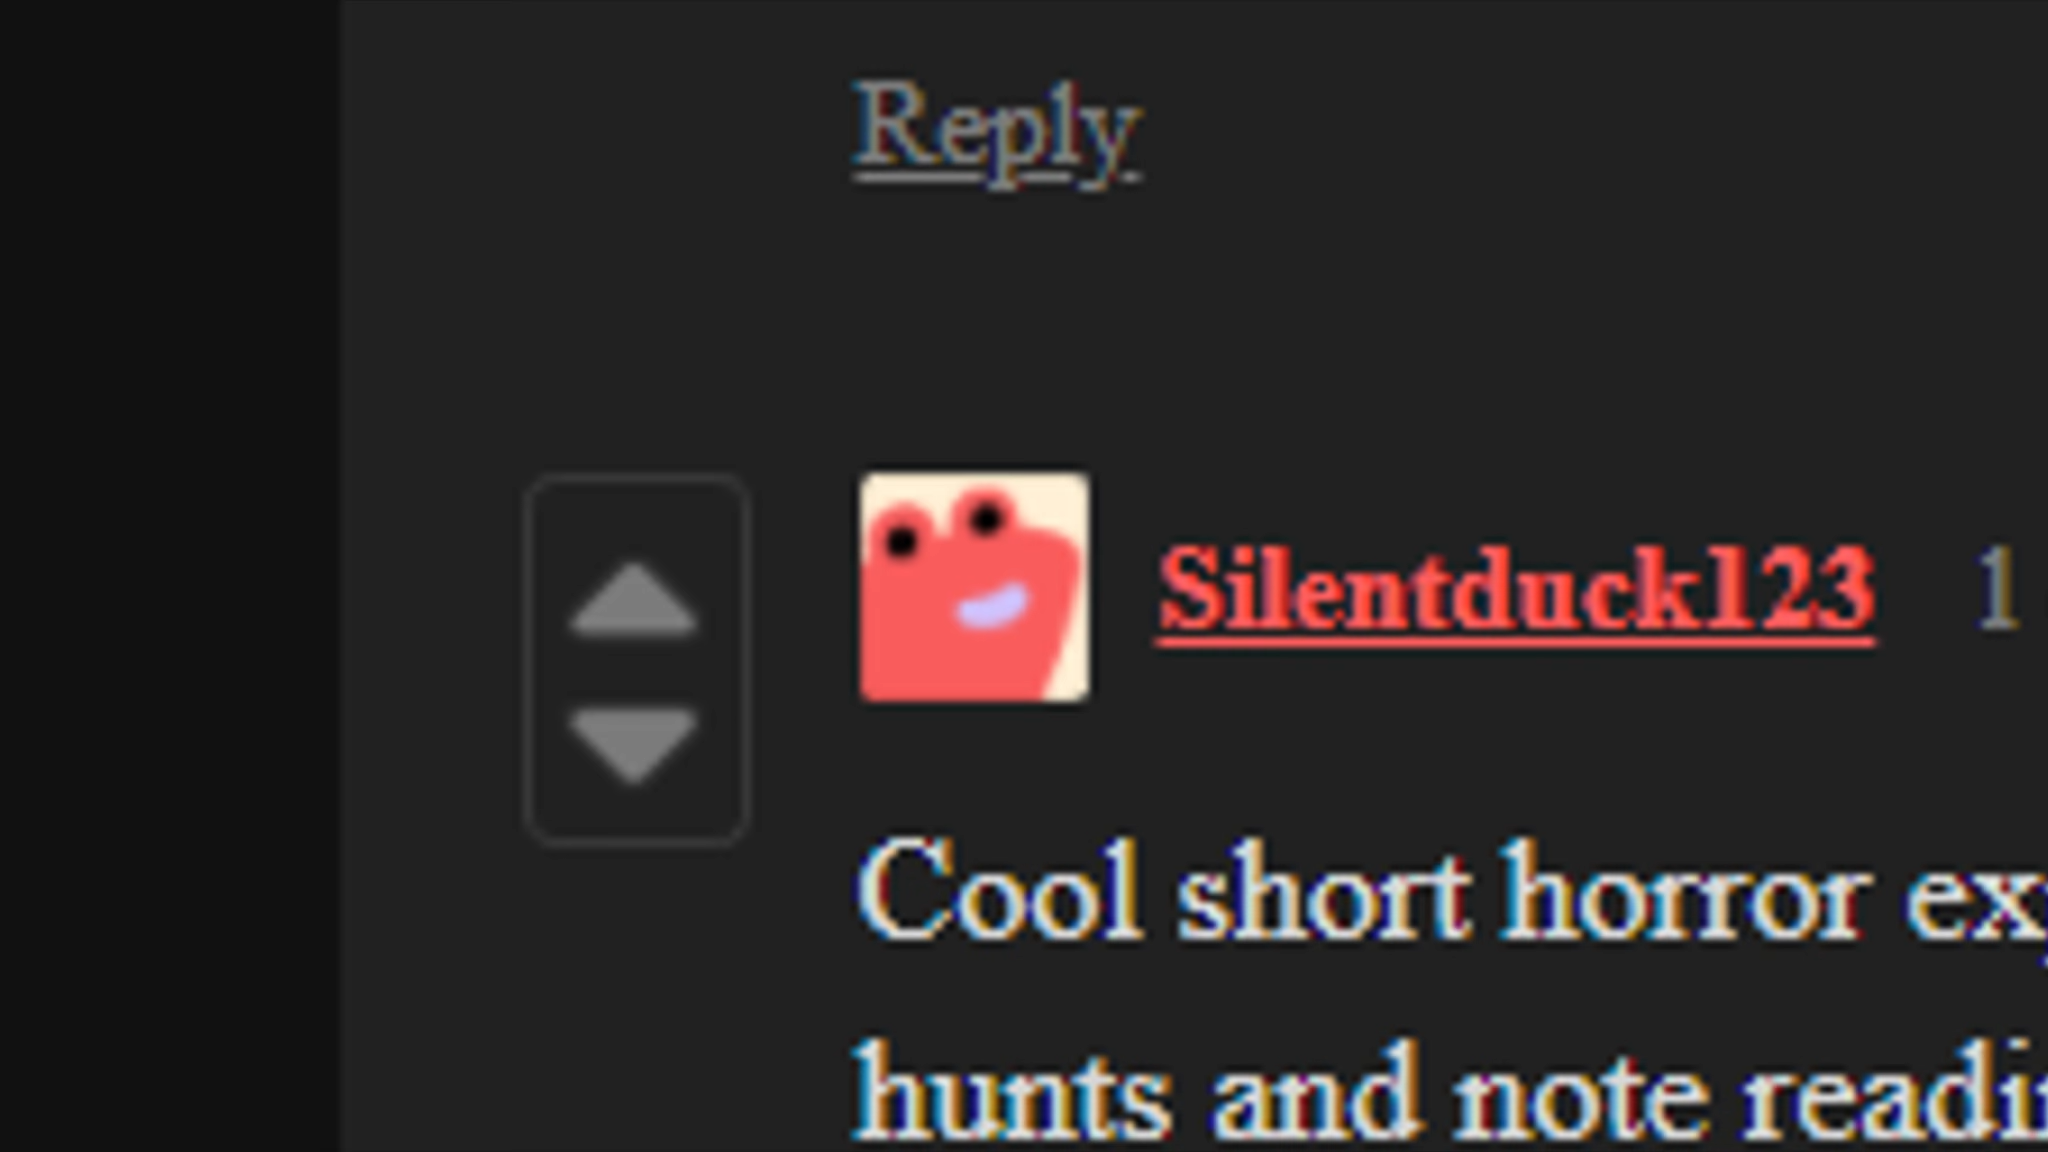 Reply
Silentduck123 1
Cool short horror
hunts and note